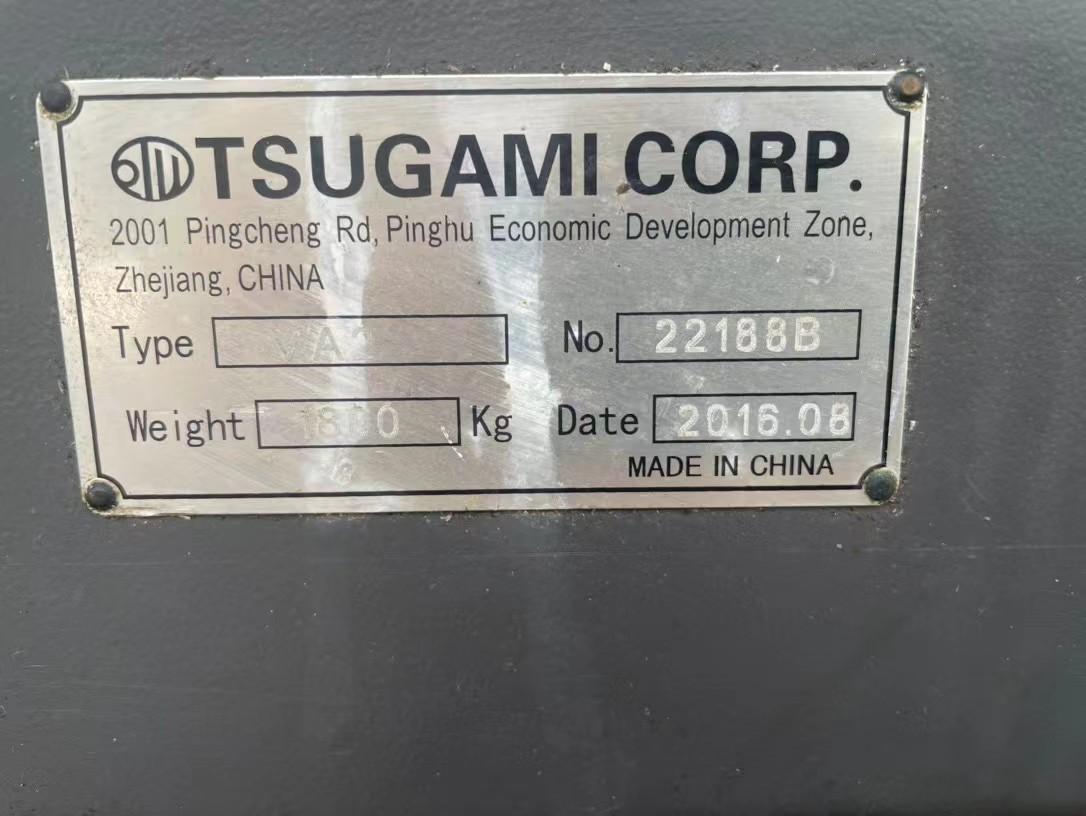 TSUGAMI CORP.
2001 Pingcheng Rd, Pinghu Economic Development Zone,
Zhejiang, CHINA
Type No. 22188B
Weight 1800 Kg Date 2016.08
MADE IN CHINA